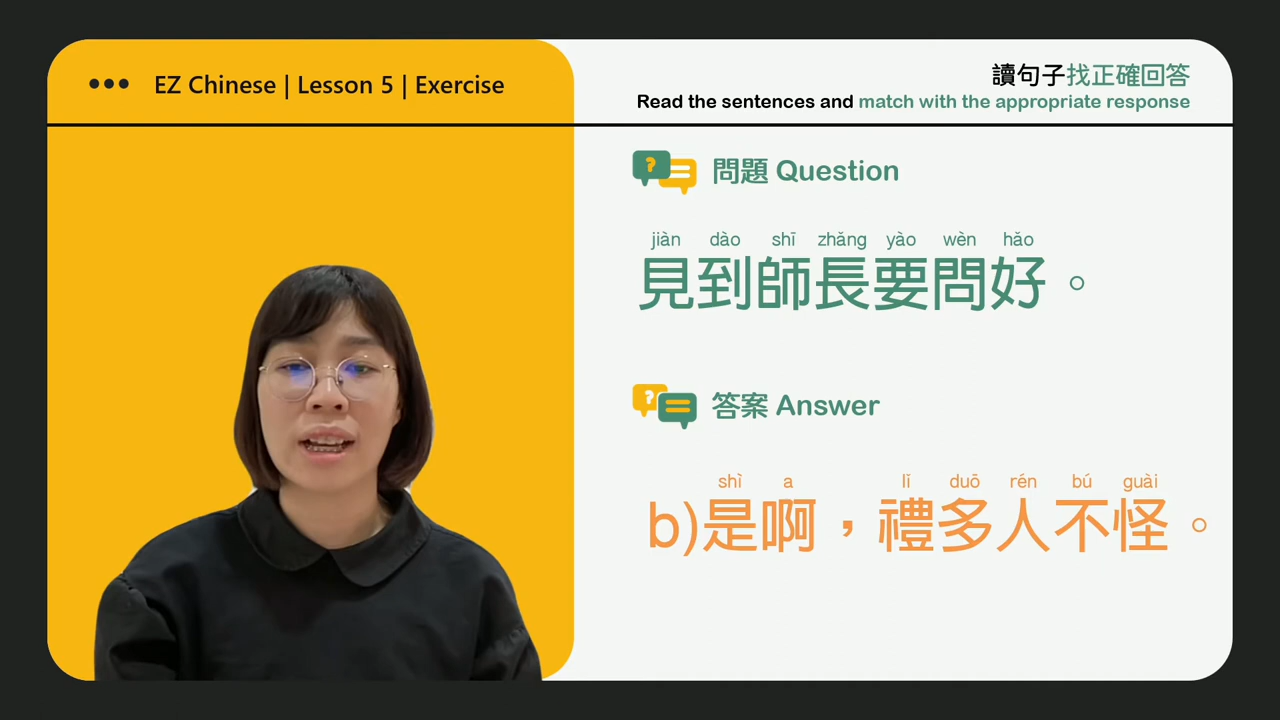 EZ Chinese | Lesson 5 | Exercise
讀句子找正確回答
Read the sentences and match with the appropriate response
問題 Question
jiàn dào shī zhǎng yào wèn hǎo
見到師長要問好。
答案 Answer
shì a lǐ duō rén bú guài
b)是啊，禮多人不怪。